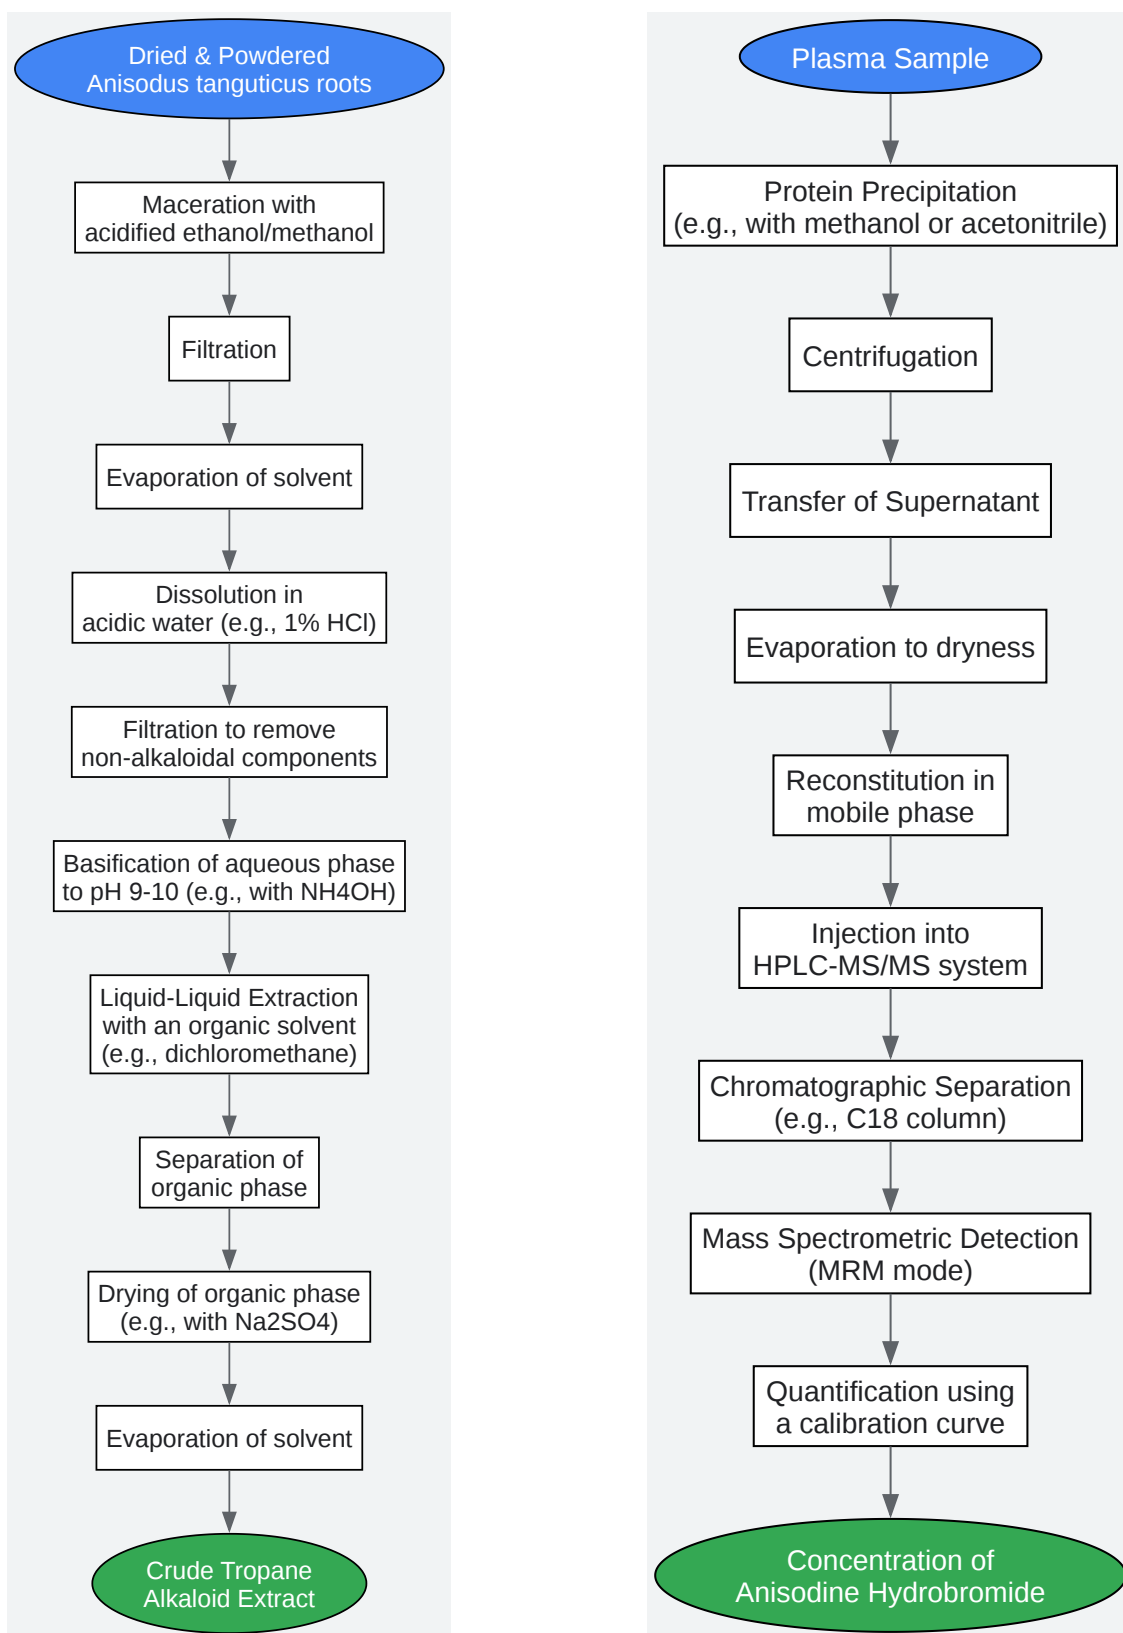 Dried & Powdered
Anisodus tanguticus roots
Maceration with
acidified ethanol/methanol
Filtration
Evaporation of solvent
Dissolution in
acidic water (e.g., 1% HCl)
Filtration to remove
non-alkaloidal components
Basification of aqueous phase
to pH 9-10 (e.g., with NH4OH)
Liquid-Liquid Extraction
with an organic solvent
(e.g., dichloromethane)
Separation of
organic phase
Drying of organic phase
(e.g., with Na2SO4)
Evaporation of solvent
Crude Tropane
Alkaloid Extract
Plasma Sample
Protein Precipitation
(e.g., with methanol or acetonitrile)
Centrifugation
Transfer of Supernatant
Evaporation to dryness
Reconstitution in
mobile phase
Injection into
HPLC-MS/MS system
Chromatographic Separation
(e.g., C18 column)
Mass Spectrometric Detection
(MRM mode)
Quantification using
a calibration curve
Concentration of
Anisodine Hydrobromide